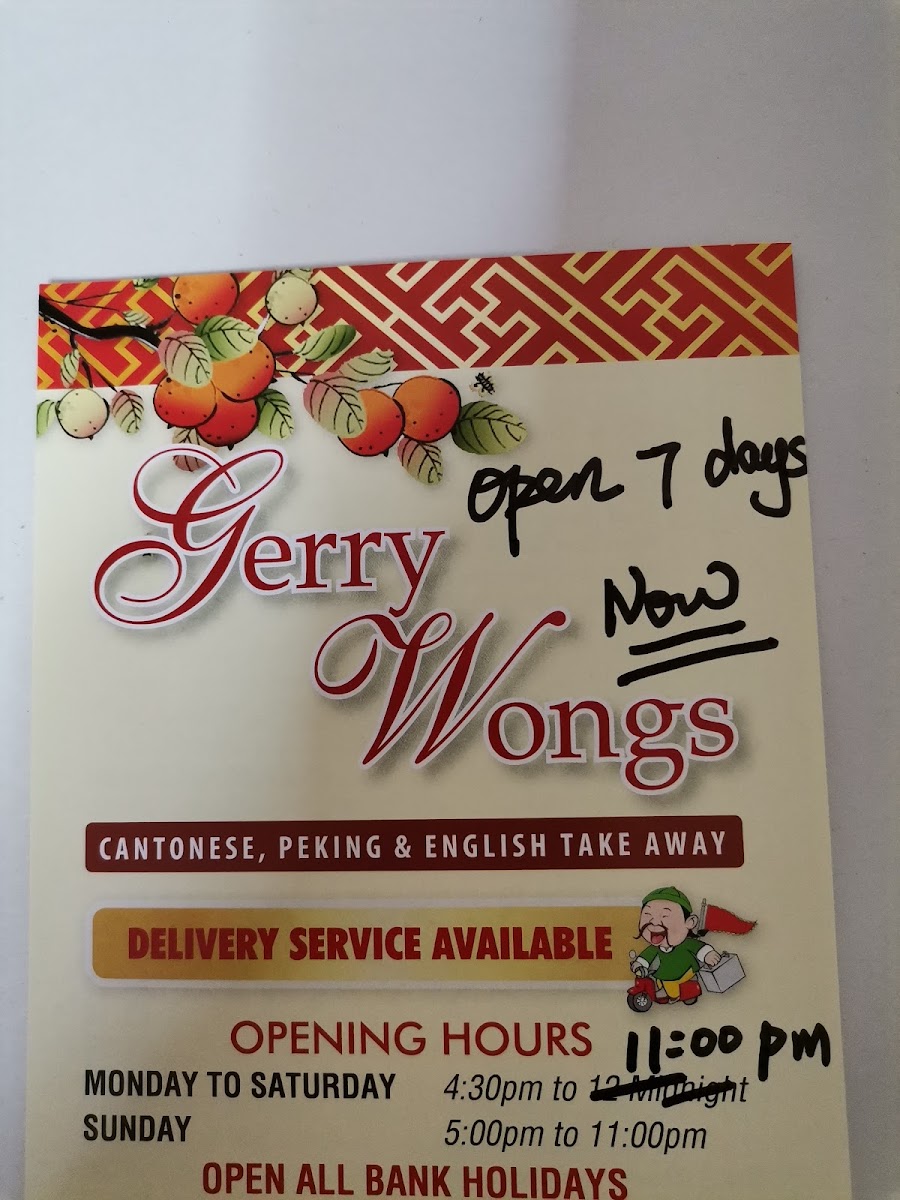 Gerry
open 7 days
Now
Wongs
CANTONESE, PEKING & ENGLISH TAKE AWAY
DELIVERY SERVICE AVAILABLE
OPENING HOURS
11:00 pm
MONDAY TO SATURDAY 4:30pm to 12 Midnight
SUNDAY 5:00pm to 11:00pm
OPEN ALL BANK HOLIDAYS